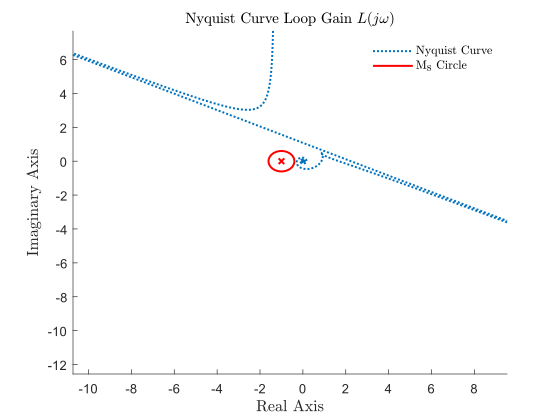 Nyquist Curve Loop Gain L(jω)
Nyquist Curve
Ms Circle
Imaginary Axis
6
4
2
0
-2
-4
-6
-8
-10
-12
-10 -8 -6 -4 -2 0 2 4 6 8
Real Axis